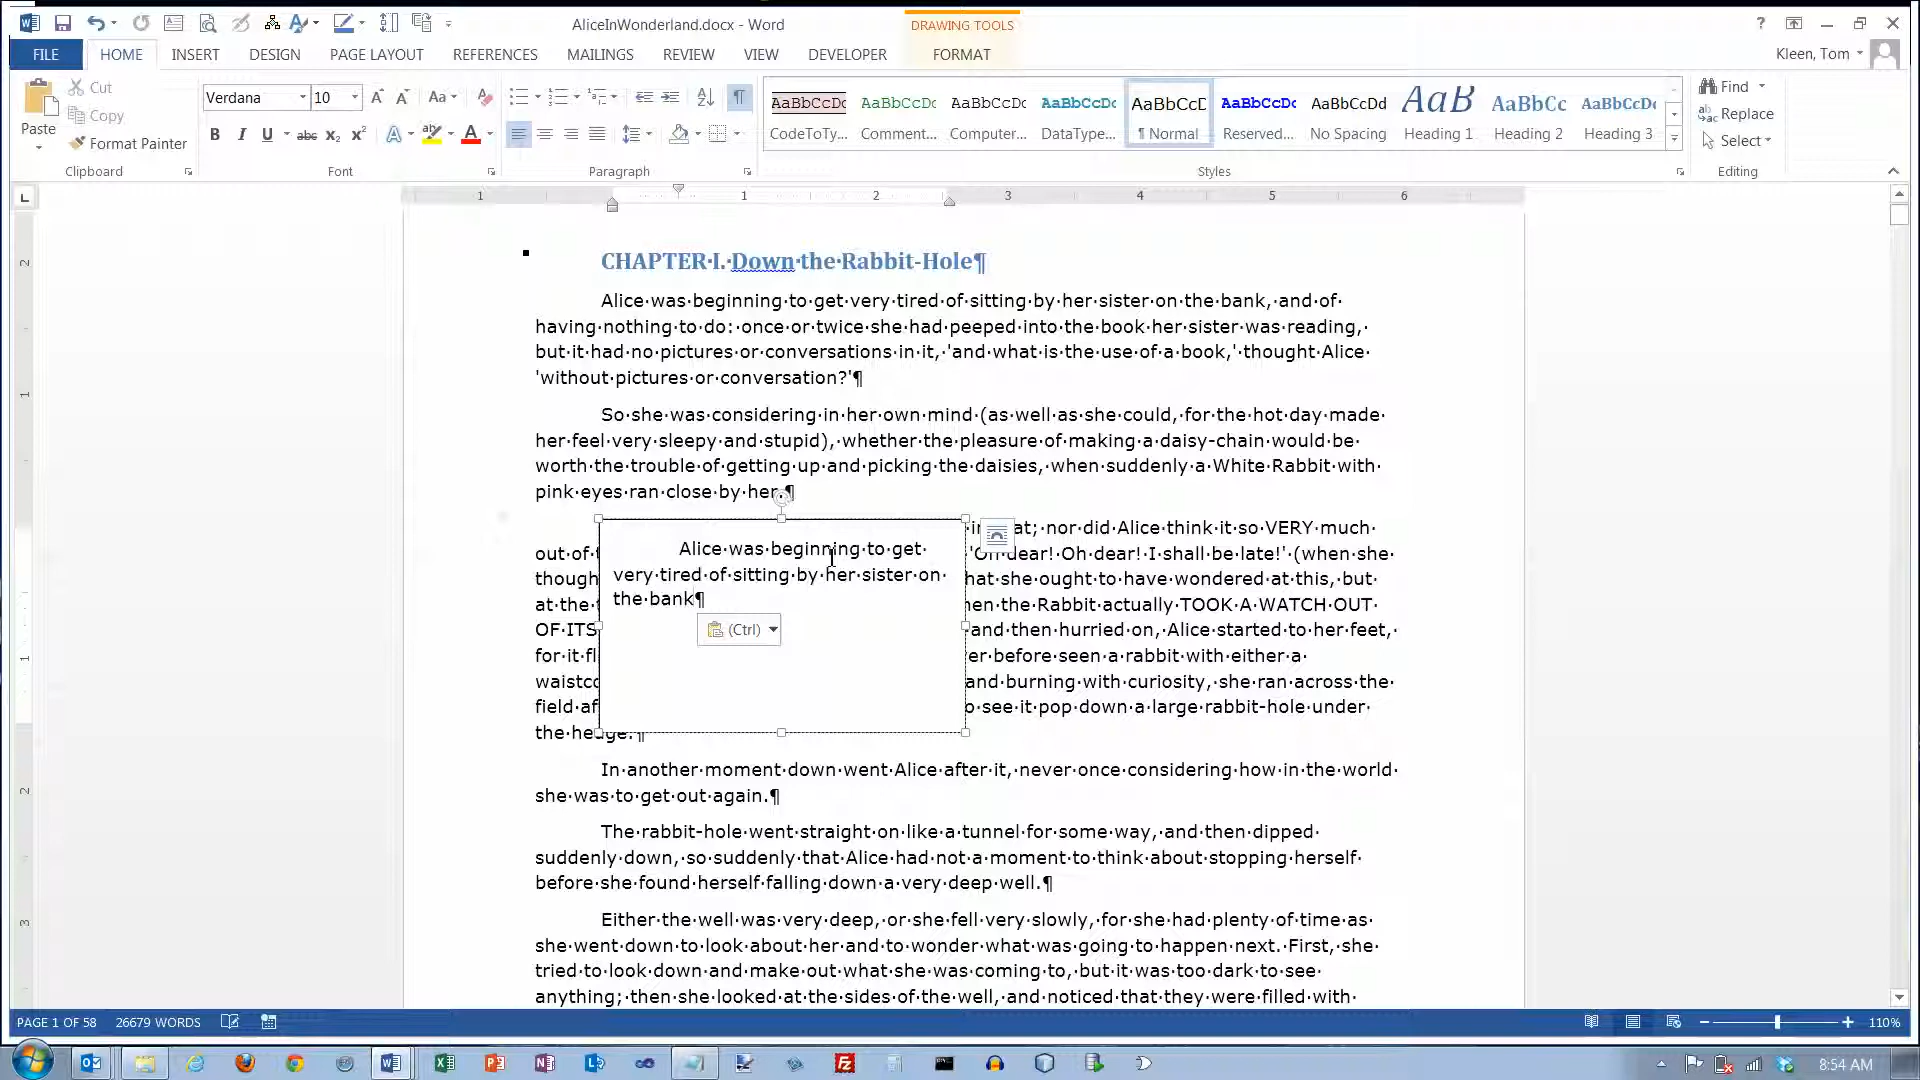 AliceInWonderland.docx - Word
DRAWING TOOLS
FILE HOME INSERT DESIGN PAGE LAYOUT REFERENCES MAILINGS REVIEW VIEW DEVELOPER FORMAT
Kleen, Tom
Paste
Cut
Copy
Format Painter
Clipboard
Verdana 10
Font
Paragraph
AaBbCcDc AaBbCcDc AaBbCcDc AaBbCcDc AaBbCcD AaBbCcDc AaBbCcDd AaB AaBbCc AaBbCcDc
CodeToTy... Comment... Computer... DataType... ¶ Normal Reserved... No Spacing Heading 1 Heading 2 Heading 3
Styles
Find
Replace
Select
Editing
1 1 2 3 4 5 6
CHAPTER·I.·Down·the·Rabbit-Hole¶
Alice·was·beginning·to·get·very·tired·of·sitting·by·her·sister·on·the·bank,·and·of·
having·nothing·to·do:·once·or·twice·she·had·peeped·into·the·book·her·sister·was·reading,·
but·it·had·no·pictures·or·conversations·in·it,·'and·what·is·the·use·of·a·book,'·thought·Alice·
'without·pictures·or·conversation?'¶
So·she·was·considering·in·her·own·mind·(as·well·as·she·could,·for·the·hot·day·made·
her·feel·very·sleepy·and·stupid),·whether·the·pleasure·of·making·a·daisy-chain·would·be·
worth·the·trouble·of·getting·up·and·picking·the·daisies,·when·suddenly·a·White·Rabbit·with·
pink·eyes·ran·close·by·her.¶
at;·nor·did·Alice·think·it·so·VERY·much·
out·of· 'Oh·dear!·Oh·dear!·I·shall·be·late!'·(when·she·
though hat·she·ought·to·have·wondered·at·this,·but·
at·the· en·the·Rabbit·actually·TOOK·A·WATCH·OUT·
OF·ITS and·then·hurried·on,·Alice·started·to·her·feet,·
for·it·fl er·before·seen·a·rabbit·with·either·a·
waistco and·burning·with·curiosity,·she·ran·across·the·
field·af o·see·it·pop·down·a·large·rabbit-hole·under·
the·hedge.¶
Alice·was·beginning·to·get·
very·tired·of·sitting·by·her·sister·on·
the·bank¶
(Ctrl)
In·another·moment·down·went·Alice·after·it,·never·once·considering·how·in·the·world·
she·was·to·get·out·again.¶
The·rabbit-hole·went·straight·on·like·a·tunnel·for·some·way,·and·then·dipped·
suddenly·down,·so·suddenly·that·Alice·had·not·a·moment·to·think·about·stopping·herself·
before·she·found·herself·falling·down·a·very·deep·well.¶
Either·the·well·was·very·deep,·or·she·fell·very·slowly,·for·she·had·plenty·of·time·as·
she·went·down·to·look·about·her·and·to·wonder·what·was·going·to·happen·next.·First,·she·
tried·to·look·down·and·make·out·what·she·was·coming·to,·but·it·was·too·dark·to·see·
anything;·then·she·looked·at·the·sides·of·the·well,·and·noticed·that·they·were·filled·with·
PAGE 1 OF 58 26679 WORDS 110%
8:54 AM